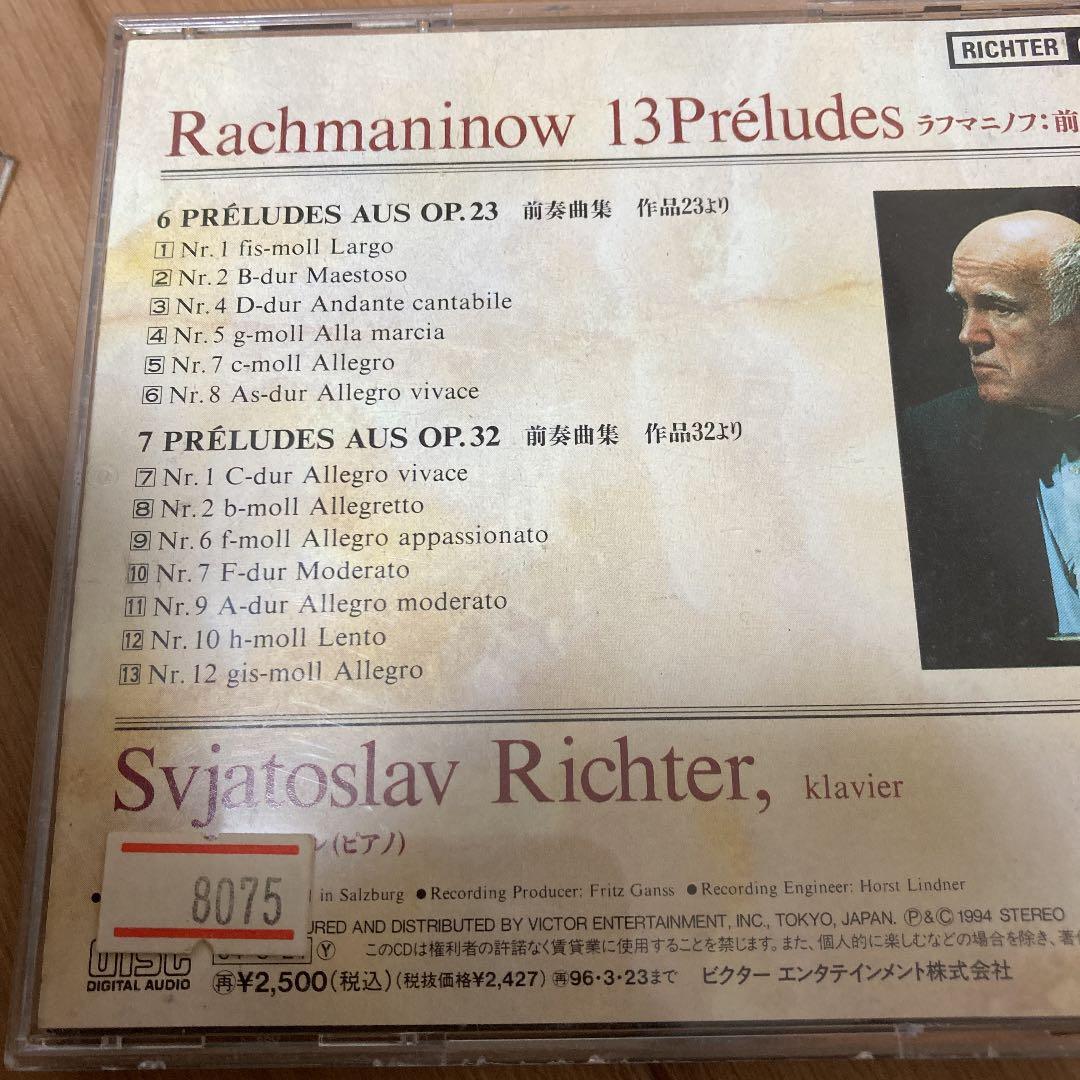 RICHTER
Rachmaninow 13Préludes ラフマニノフ:前
6 PRÉLUDES AUS OP.23 前奏曲集 作品23より
1 Nr. 1 fis-moll Largo
2 Nr. 2 B-dur Maestoso
3 Nr. 4 D-dur Andante cantabile
4 Nr. 5 g-moll Alla marcia
5 Nr. 7 c-moll Allegro
6 Nr. 8 As-dur Allegro vivace
7 PRÉLUDES AUS OP.32 前奏曲集 作品32より
7 Nr. 1 C-dur Allegro vivace
8 Nr. 2 b-moll Allegretto
9 Nr. 6 f-moll Allegro appassionato
10 Nr. 7 F-dur Moderato
11 Nr. 9 A-dur Allegro moderato
12 Nr. 10 h-moll Lento
13 Nr. 12 gis-moll Allegro
Svjatoslav Richter, klavier
(ピアノ)
8075
in Salzburg ●Recording Producer: Fritz Ganss ●Recording Engineer: Horst Lindner
URED AND DISTRIBUTED BY VICTOR ENTERTAINMENT, INC., TOKYO, JAPAN. Ⓟ&Ⓒ 1994 STEREO
Ⓨ このCDは権利者の許諾なく賃貸業に使用することを禁じます。また、個人的に楽しむなどの場合を除き、著
DISC
DIGITAL AUDIO
再¥2,500(税込)(税抜価格¥2,427) 再96・3・23まで ビクター エンタテインメント株式会社